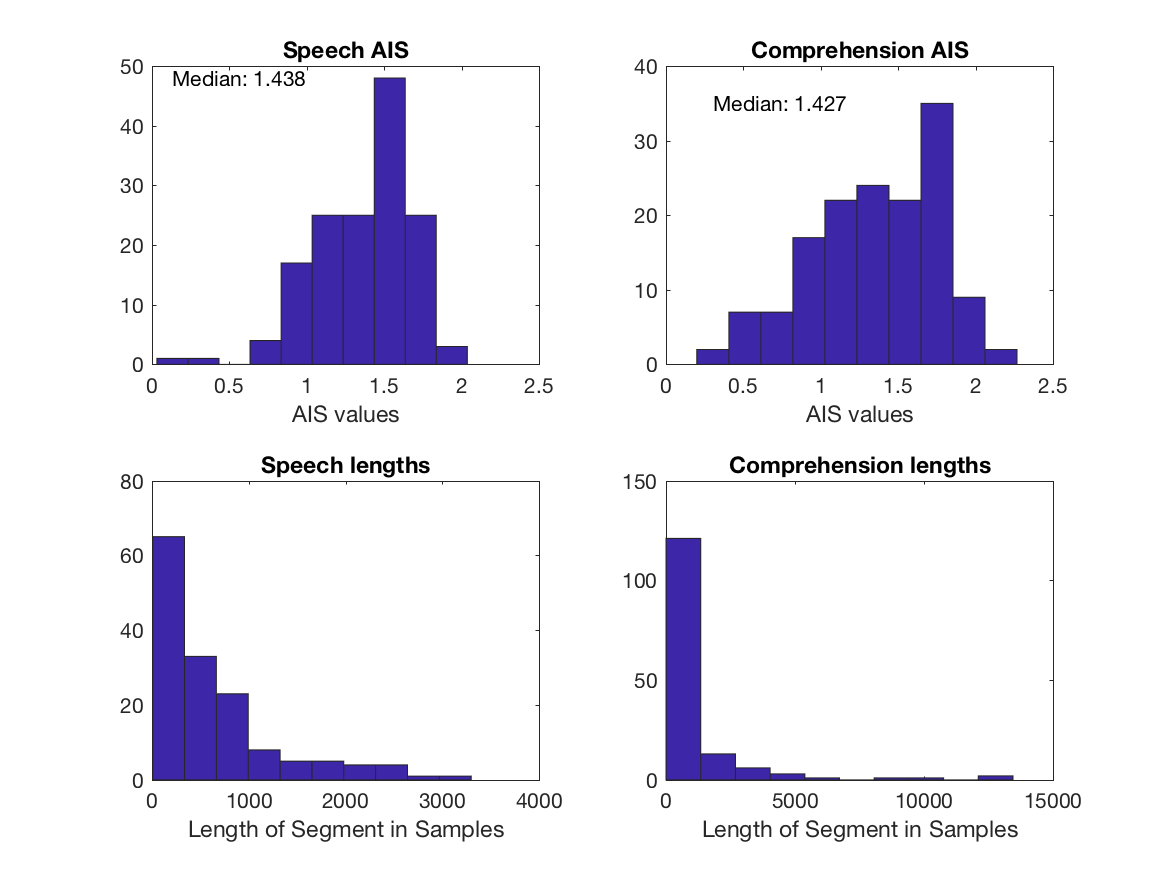 Speech AIS
Median: 1.438
50
40
30
20
10
0
0 0.5 1 1.5 2 2.5
AIS values
Comprehension AIS
Median: 1.427
40
30
20
10
0
0 0.5 1 1.5 2 2.5
AIS values
Speech lengths
80
60
40
20
0
0 1000 2000 3000 4000
Length of Segment in Samples
Comprehension lengths
150
100
50
0
0 5000 10000 15000
Length of Segment in Samples